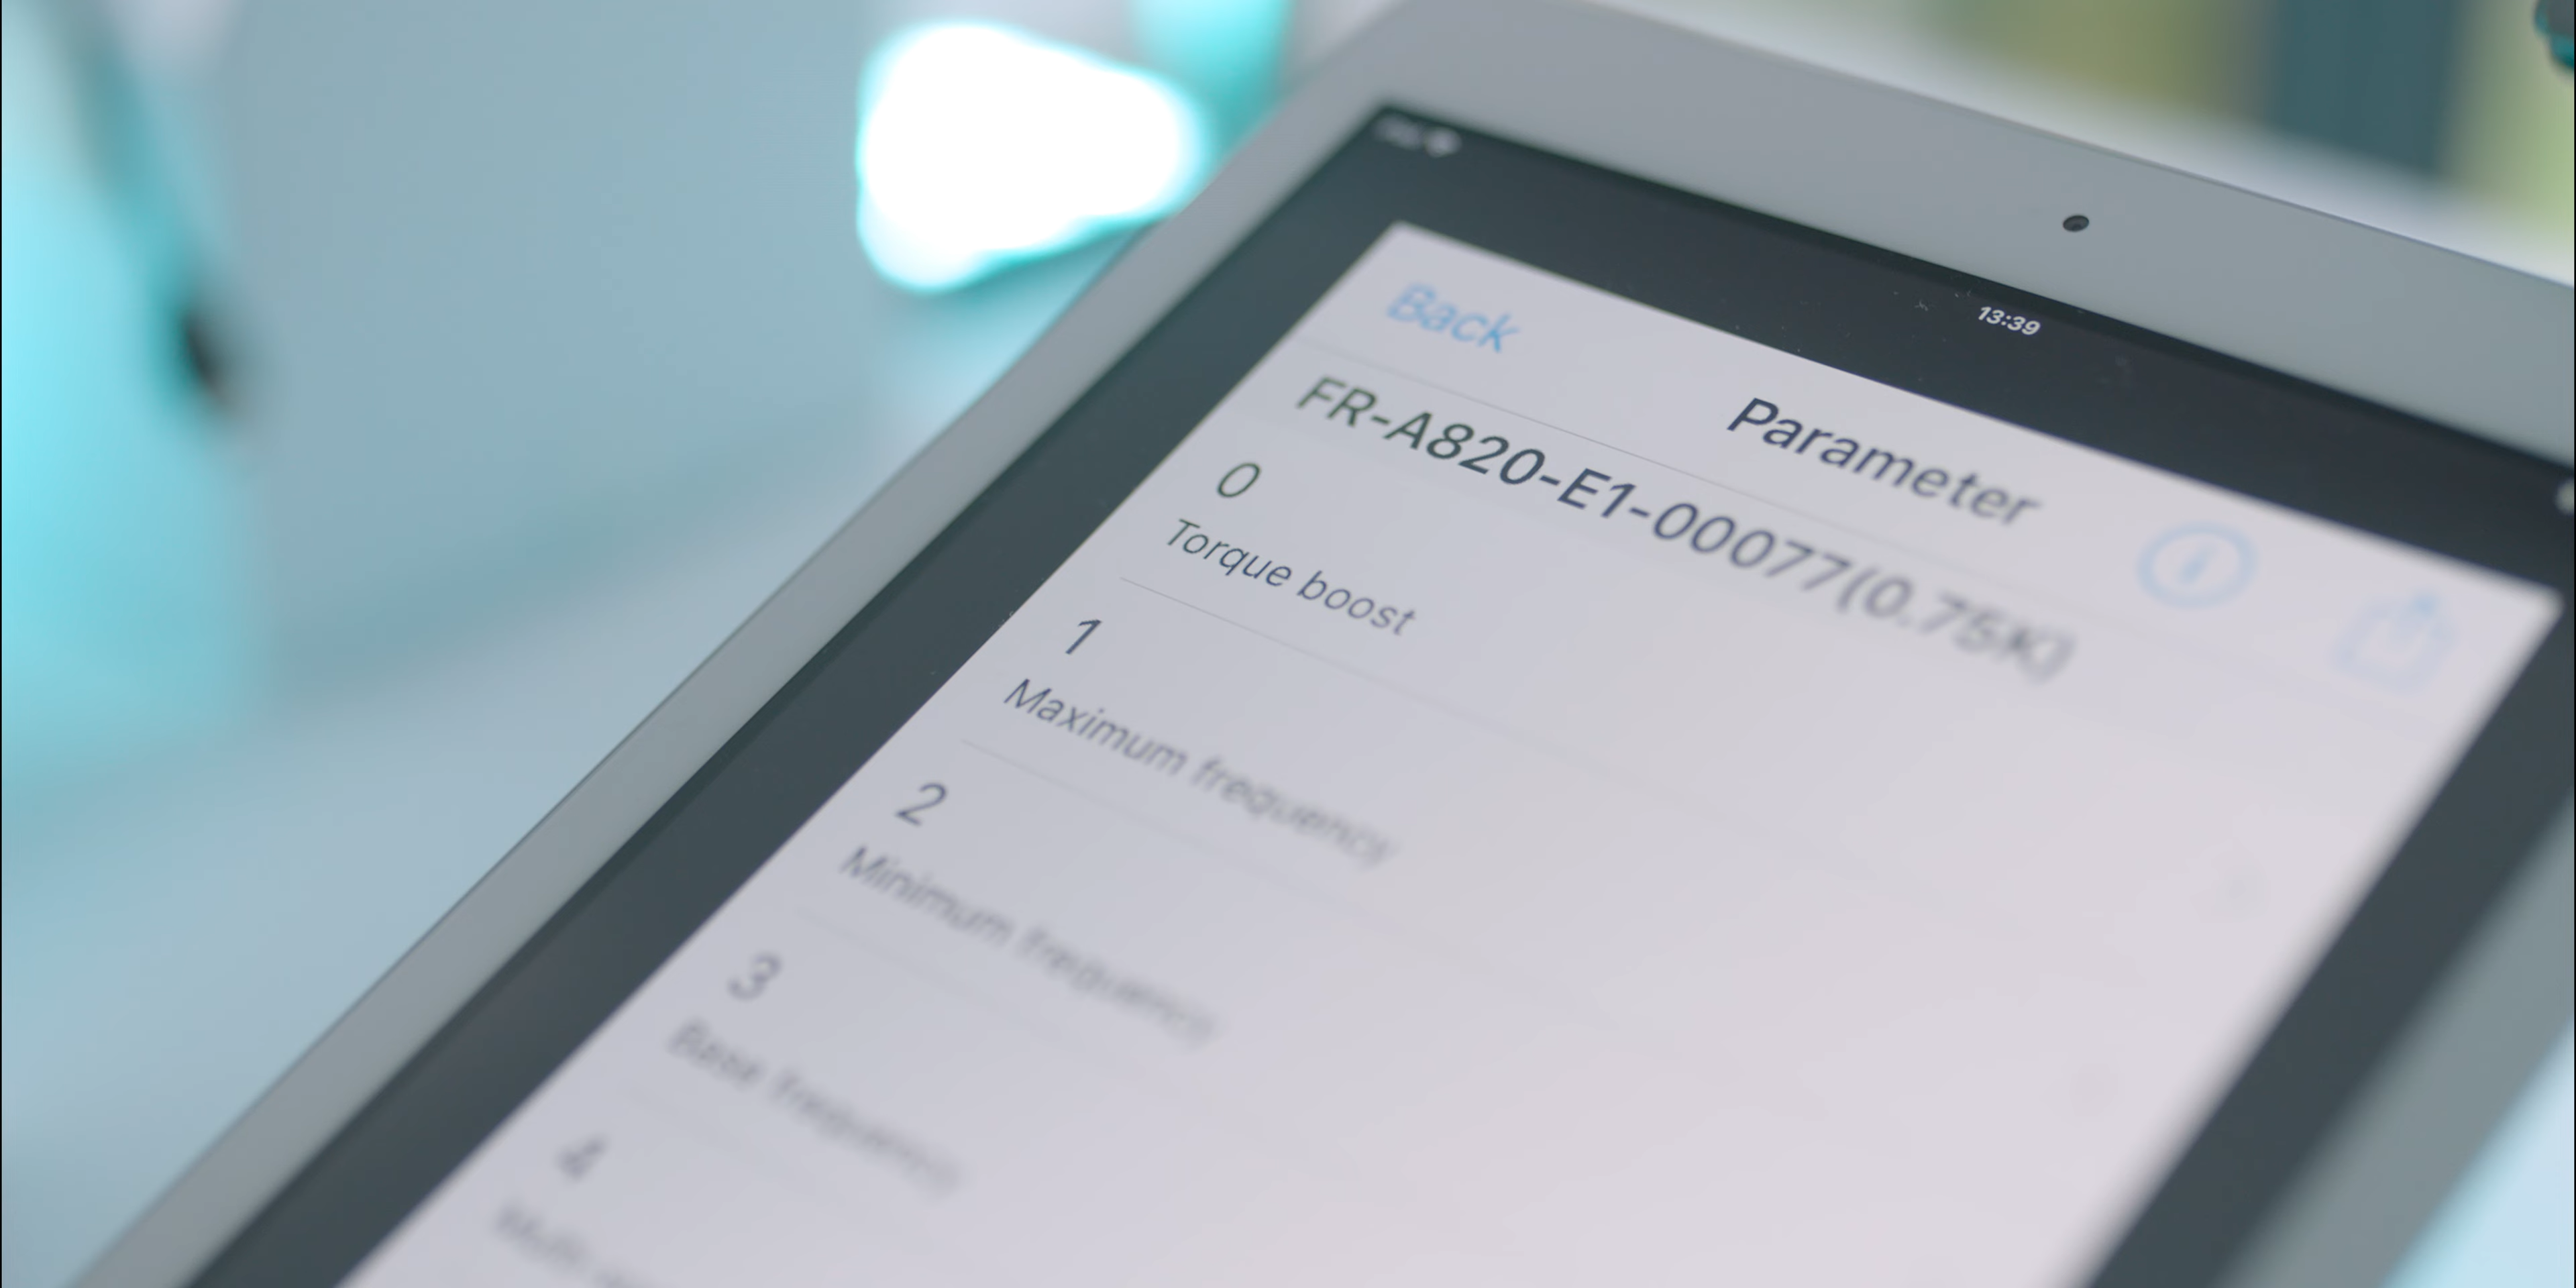 13:39
Back
Parameter
FR-A820-E1-00077(0.75K)
0
Torque boost
1
Maximum frequency
2
Minimum frequency
3
Base frequency
4